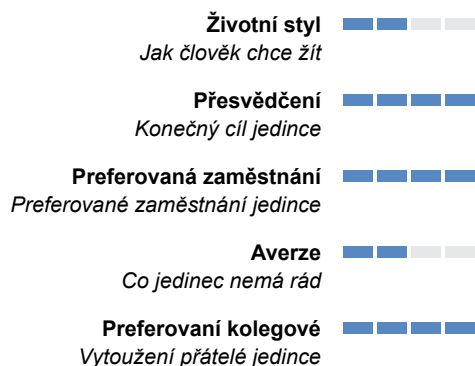 Životní styl
Jak člověk chce žít
Přesvědčení
Konečný cíl jedince
Preferovaná zaměstnání
Preferované zaměstnání jedince
Averze
Co jedinec nemá rád
Preferovaní kolegové
Vytoužení přátelé jedince